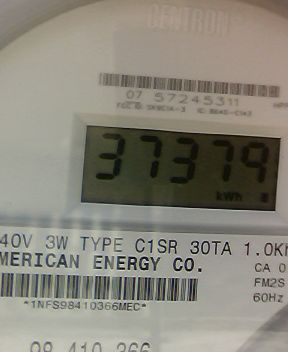 CENTRON
07 57245311
37379
kWh
40V 3W TYPE C1SR 30TA 1.0K
MERICAN ENERGY CO.
CA 0
FM2S
60Hz
*1NFS98410366MEC*
98 410 366